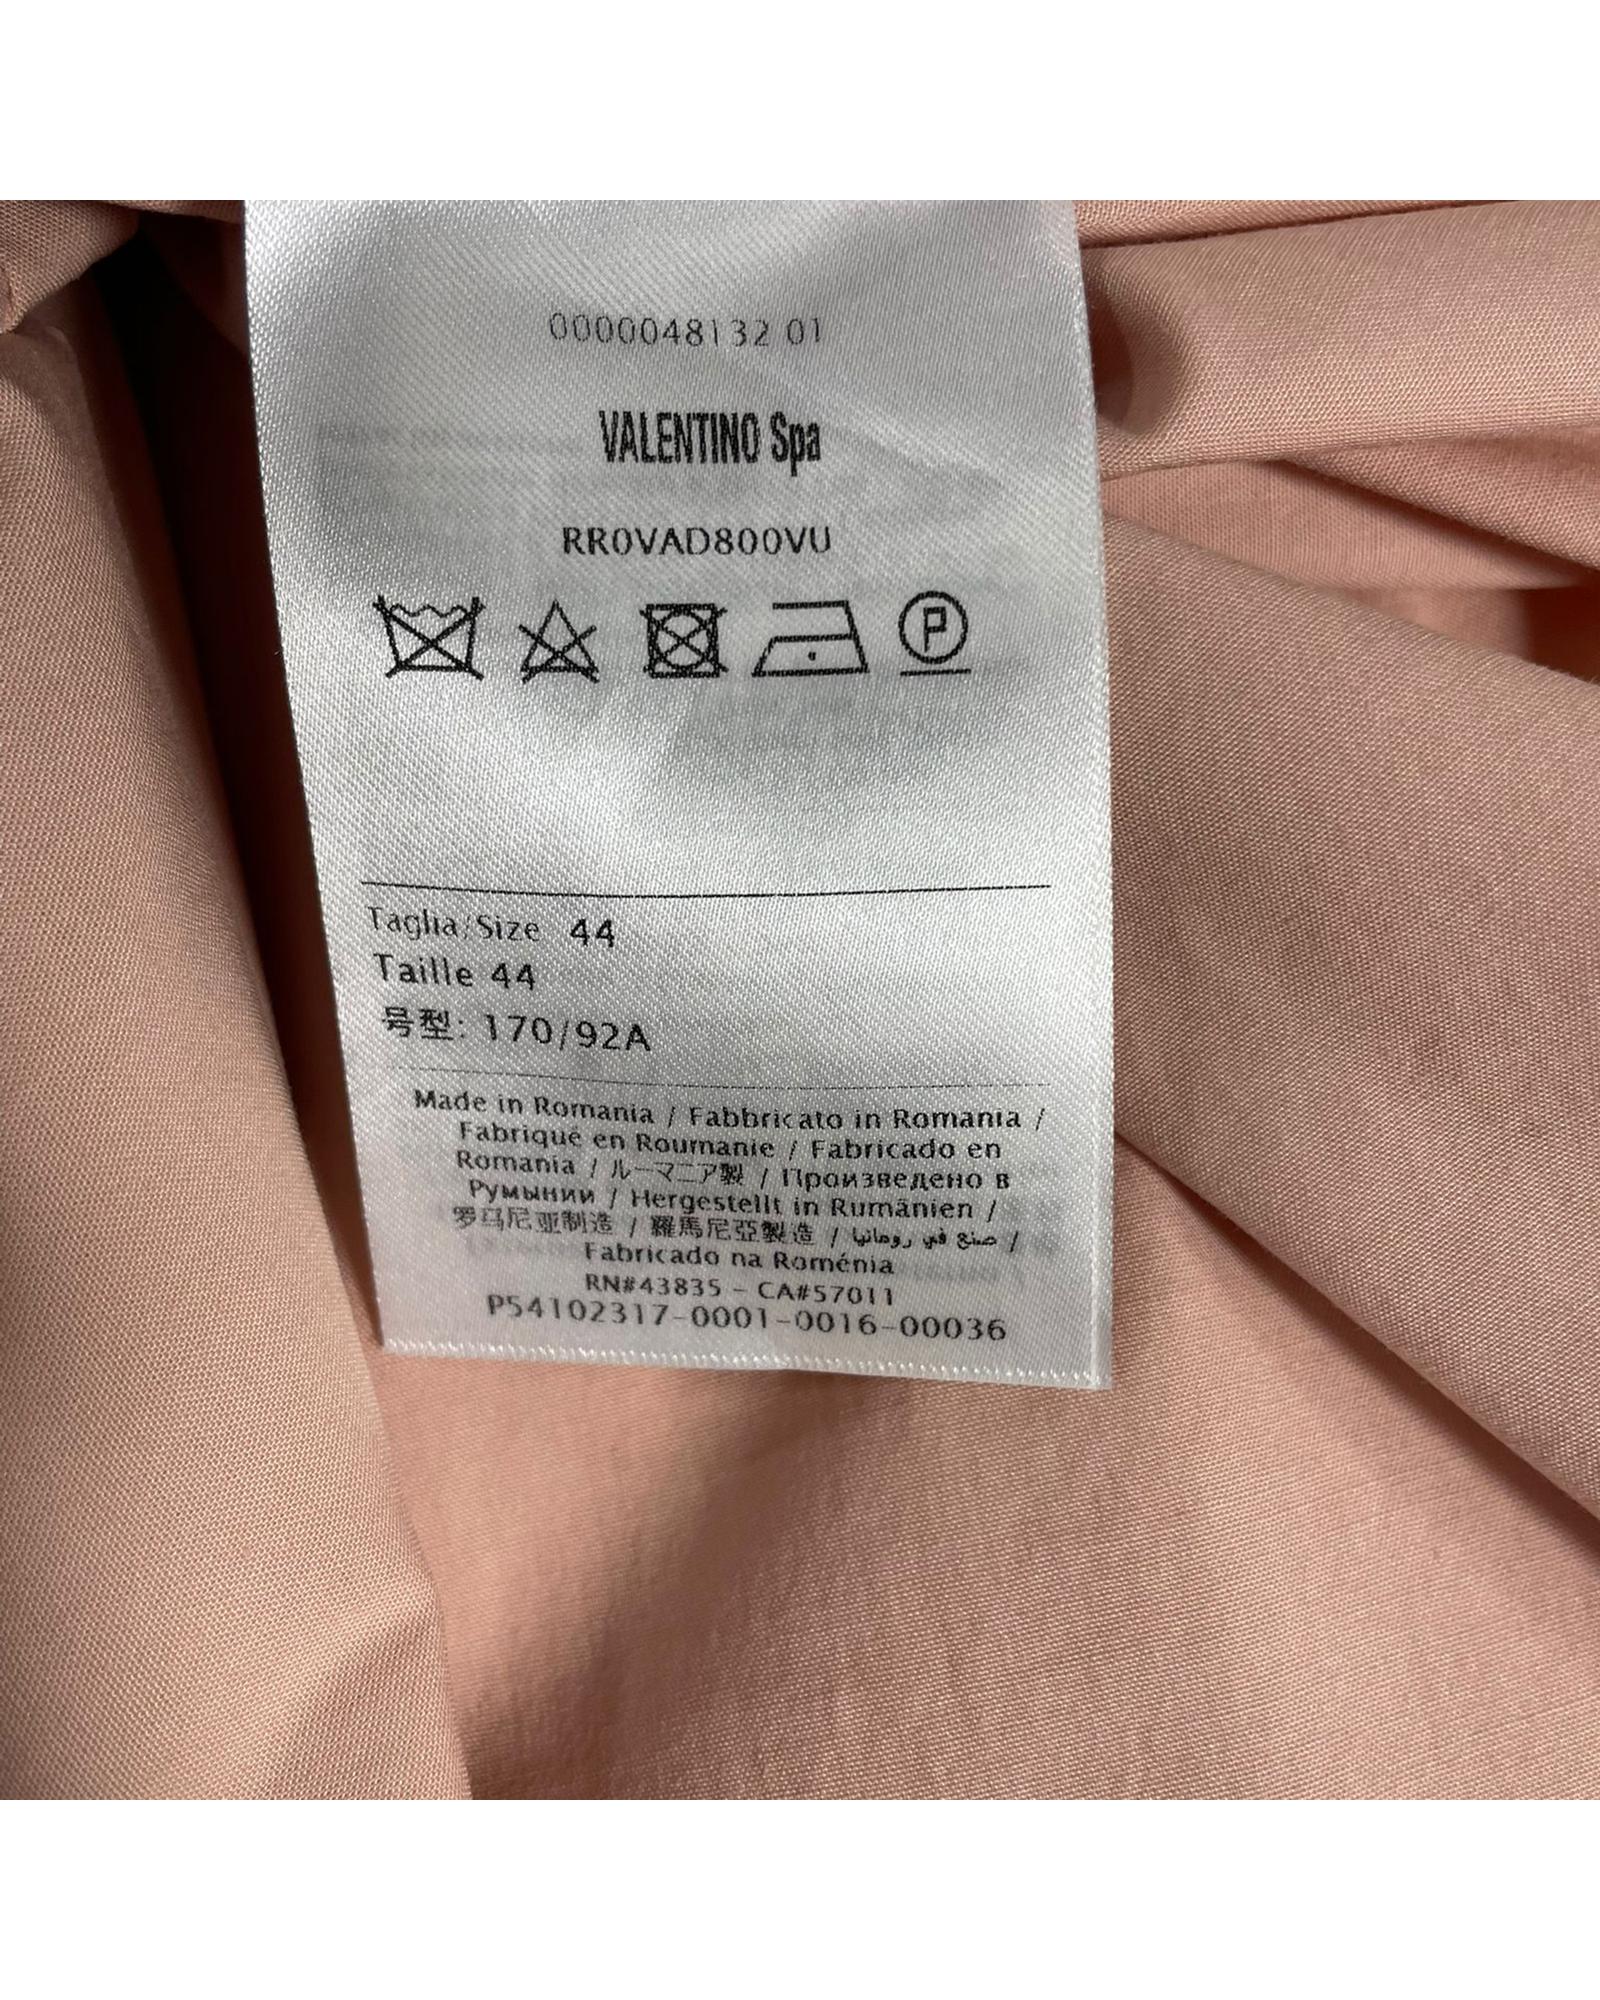 0000048132 01
VALENTINO Spa
RR0VAD800VU
P
Taglia/Size 44
Taille 44
号型: 170/92A
Made in Romania / Fabbricato in Romania /
Fabriqué en Roumanie / Fabricado en
Romania / ルーマニア製 / Произведено в
Румынии / Hergestellt in Rumänien /
罗马尼亚制造 / 羅馬尼亞製造 / صنع في رومانيا /
Fabricado na Roménia
RN#43835 - CA#57011
P54102317-0001-0016-00036